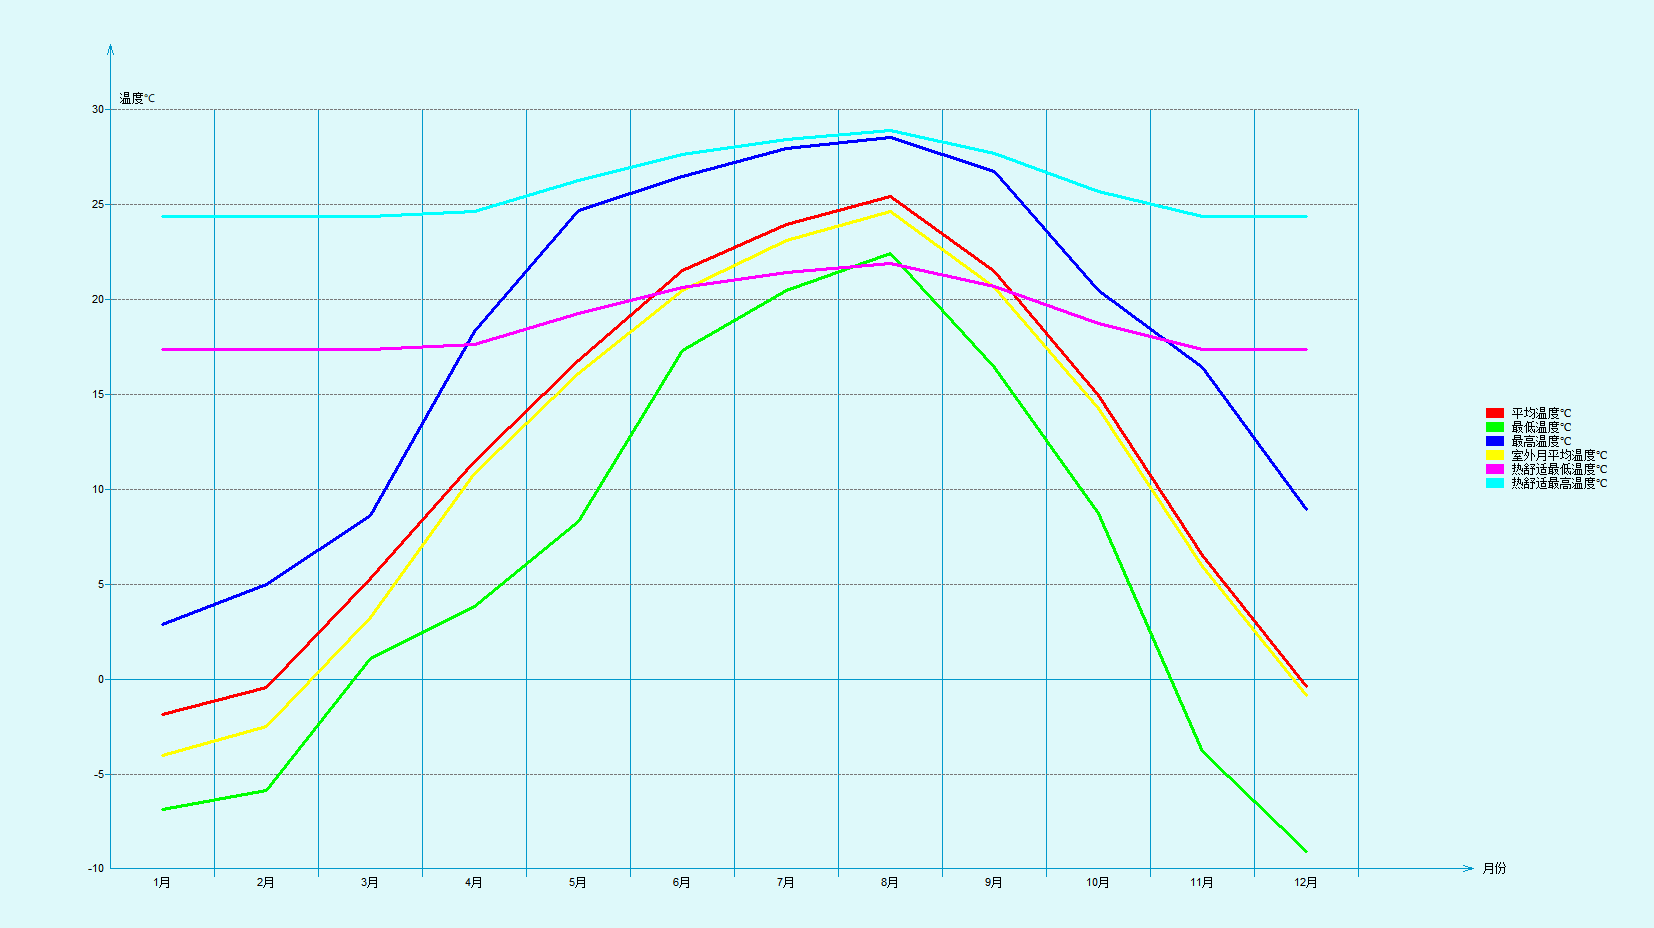 温度℃
30
25
20
15
10
5
0
-5
-10
1月 2月 3月 4月 5月 6月 7月 8月 9月 10月 11月 12月
月份
平均温度℃
最低温度℃
最高温度℃
室外月平均温度℃
热舒适最低温度℃
热舒适最高温度℃